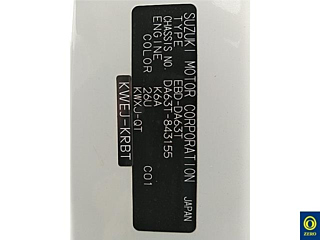 SUZUKI MOTOR CORPORATION JAPAN
TYPE EBD-DA63T
CHASSIS NO. DA63T-843155
ENGINE K6A
COLOR 26U C01
KWXJ-QT
KWEJ-KRBT
ZERO